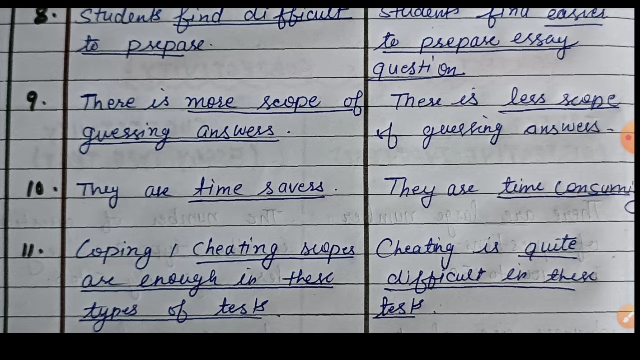 8. Students find difficult
to prepare.
Students find easier
to prepare essay
question
9. There is more scope of
guessing answers.
There is less scope
of guessing answers.
10. They are time savers.
They are time consumi
11. Coping / Cheating scopes
are enough in these
types of tests.
Cheating is quite
difficult in these
tests.